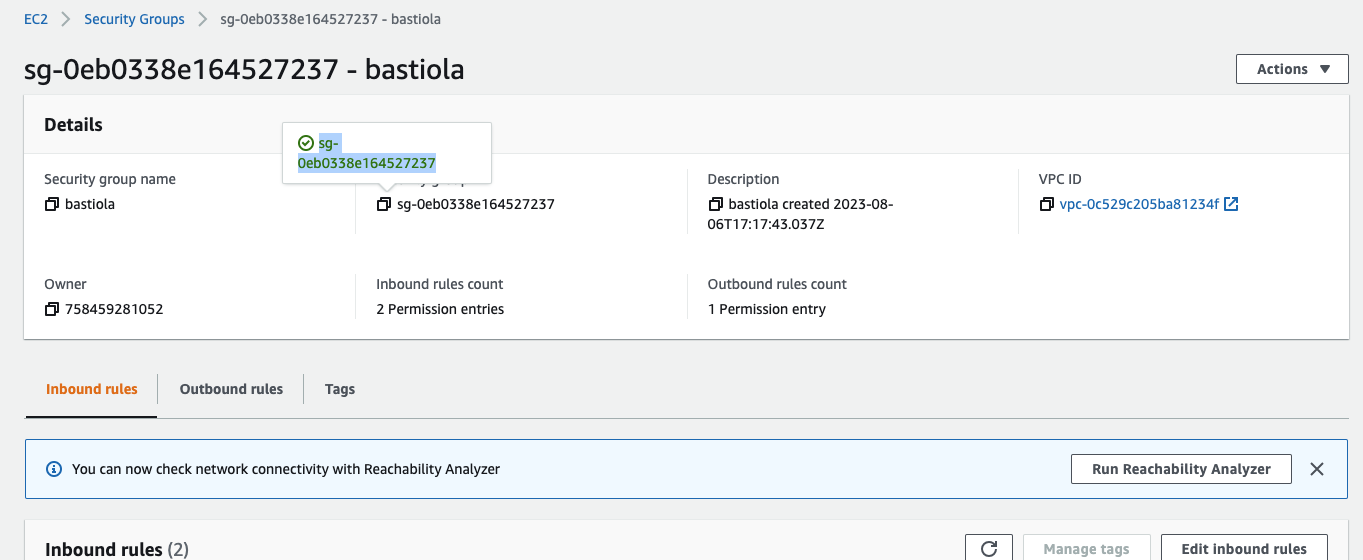 EC2 > Security Groups > sg-0eb0338e164527237 - bastiola
sg-0eb0338e164527237 - bastiola
Actions ▼
Details
sg-
0eb0338e164527237
Security group name
bastiola
sg-0eb0338e164527237
Description
bastiola created 2023-08-
06T17:17:43.037Z
VPC ID
vpc-0c529c205ba81234f
Owner
758459281052
Inbound rules count
2 Permission entries
Outbound rules count
1 Permission entry
Inbound rules
Outbound rules
Tags
You can now check network connectivity with Reachability Analyzer
Run Reachability Analyzer
Inbound rules (2)
Manage tags
Edit inbound rules